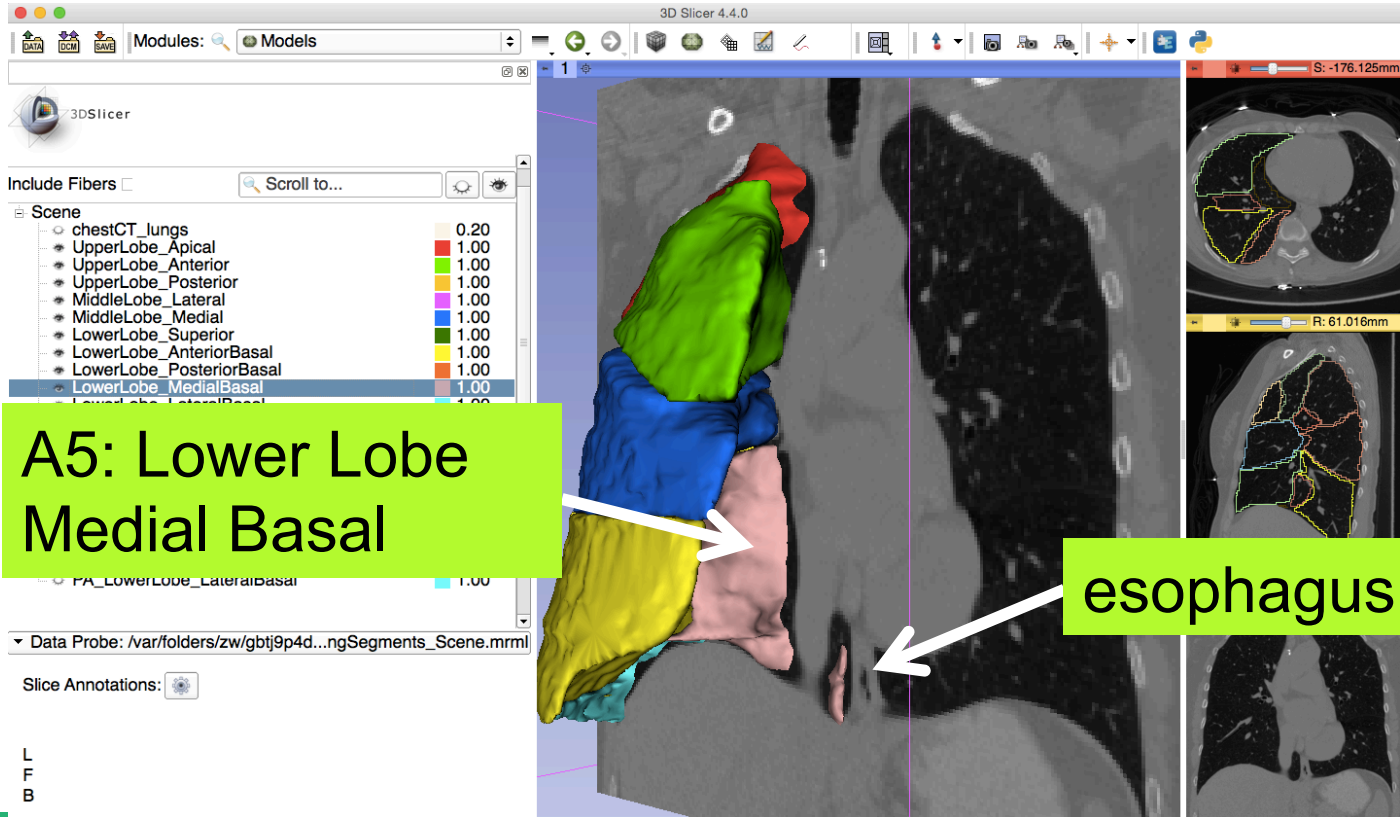 3D Slicer 4.4.0
DATA DCM SAVE Modules: Models
1
S: -176.125mm
3DSlicer
Include Fibers Scroll to...
Scene
chestCT_lungs 0.20
UpperLobe_Apical 1.00
UpperLobe_Anterior 1.00
UpperLobe_Posterior 1.00
MiddleLobe_Lateral 1.00
MiddleLobe_Medial 1.00
LowerLobe_Superior 1.00
R: 61.016mm
LowerLobe_AnteriorBasal 1.00
LowerLobe_PosteriorBasal 1.00
LowerLobe_MedialBasal 1.00
LowerLobe_LateralBasal 1.00
A5: Lower Lobe
Medial Basal
esophagus
PA_LowerLobe_LateralBasal 1.00
Data Probe: /var/folders/zw/gbtj9p4d...ngSegments_Scene.mrml
Slice Annotations:
L
F
B